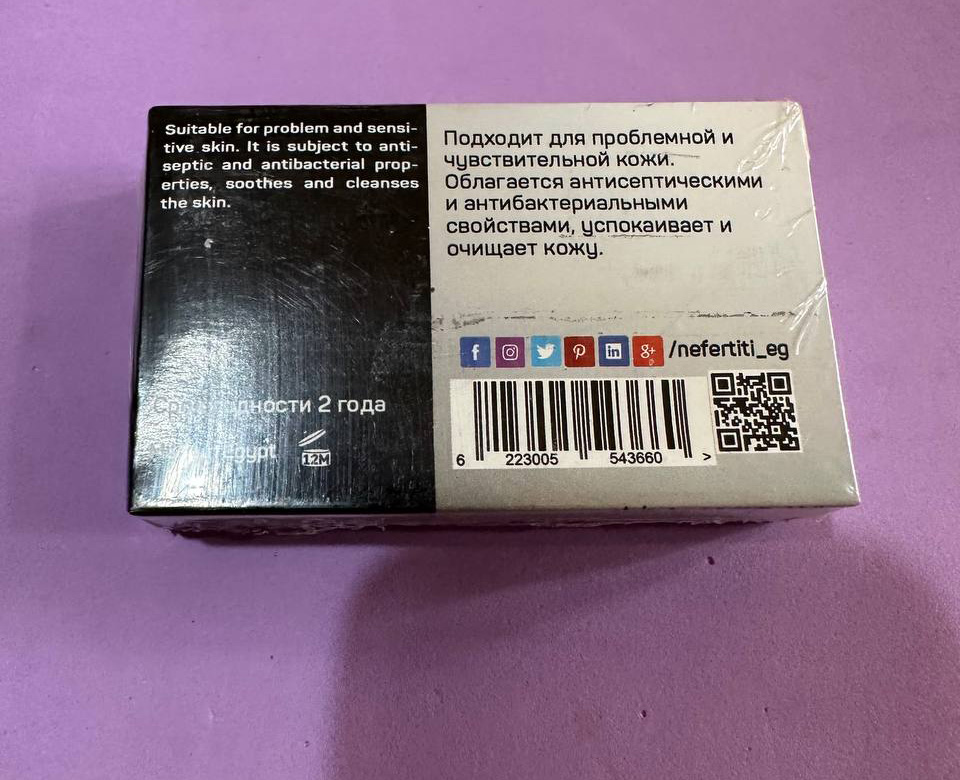 Suitable for problem and sensi-
tive skin. It is subject to anti-
septic and antibacterial prop-
erties, soothes and cleanses
the skin.
годности 2 года
Egypt
12M
Подходит для проблемной и
чувствительной кожи.
Облагается антисептическими
и антибактериальными
свойствами, успокаивает и
очищает кожу.
/nefertiti_eg
6 223005 543660 >